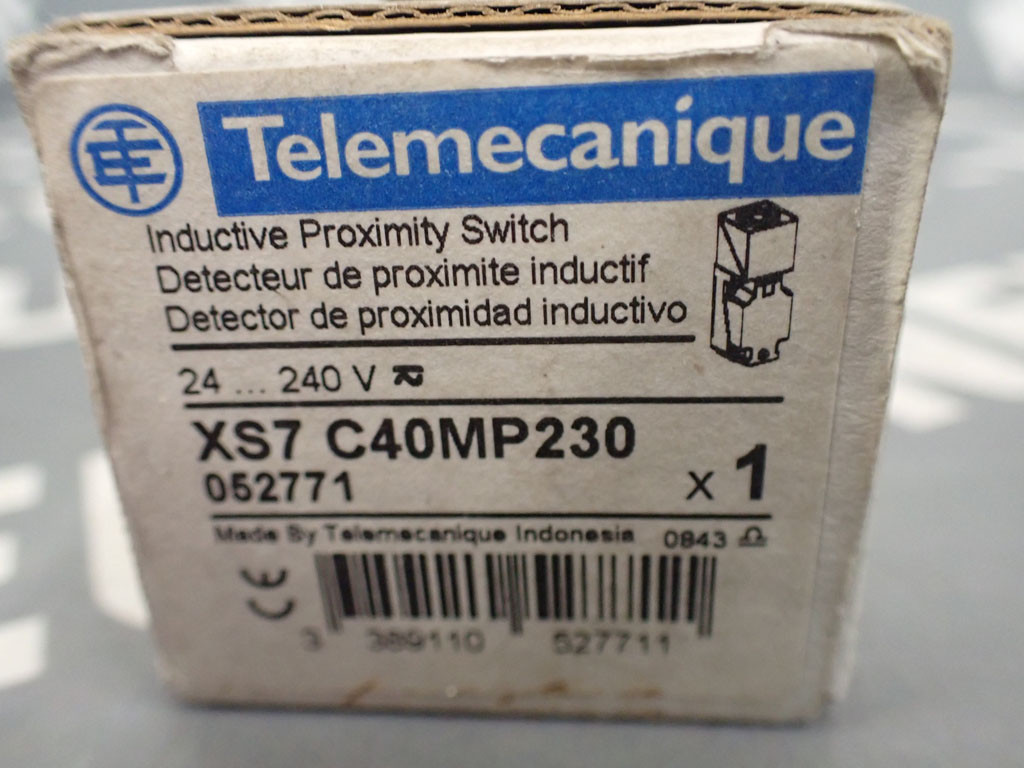 Telemecanique
Inductive Proximity Switch
Detecteur de proximite inductif
Detector de proximidad inductivo
24 ... 240 V
XS7 C40MP230
052771
x 1
Made By Telemecanique Indonesia 0843
CE
3 389110 527711